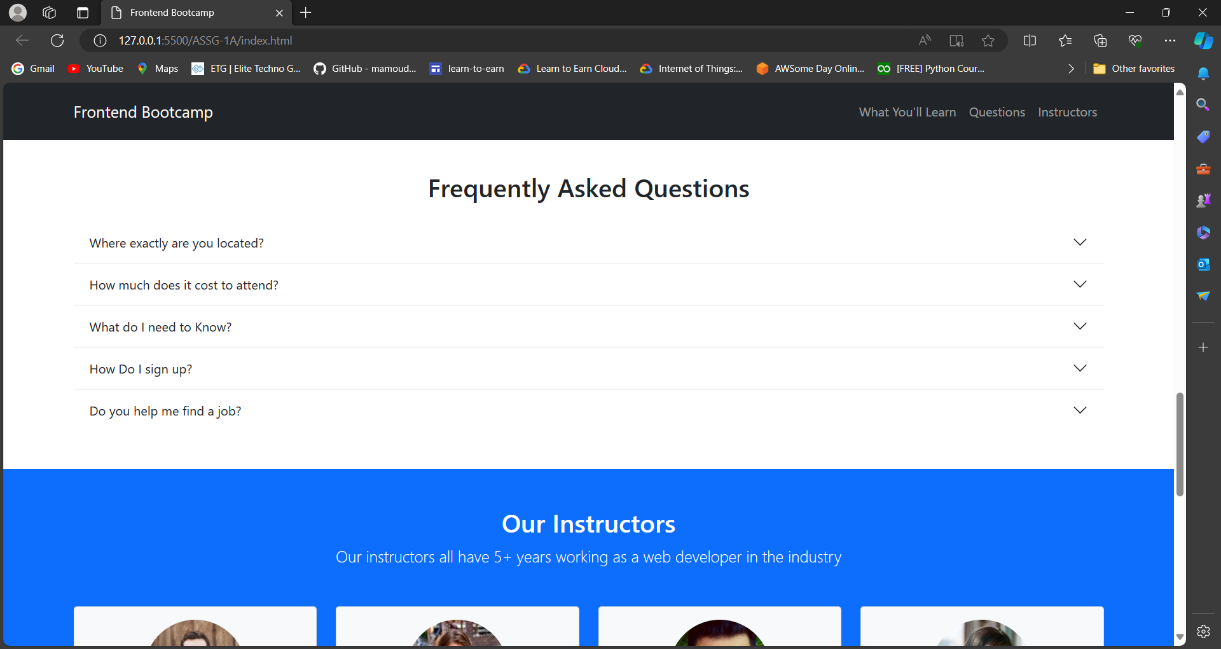 Frontend Bootcamp
127.0.0.1:5500/ASSG-1A/index.html
Gmail YouTube Maps ETG | Elite Techno G... GitHub - mamoud... learn-to-earn Learn to Earn Cloud... Internet of Things:... AWSome Day Onlin... [FREE] Python Cour... Other favorites
Frontend Bootcamp What You'll Learn Questions Instructors
Frequently Asked Questions
Where exactly are you located?
How much does it cost to attend?
What do I need to Know?
How Do I sign up?
Do you help me find a job?
Our Instructors
Our instructors all have 5+ years working as a web developer in the industry